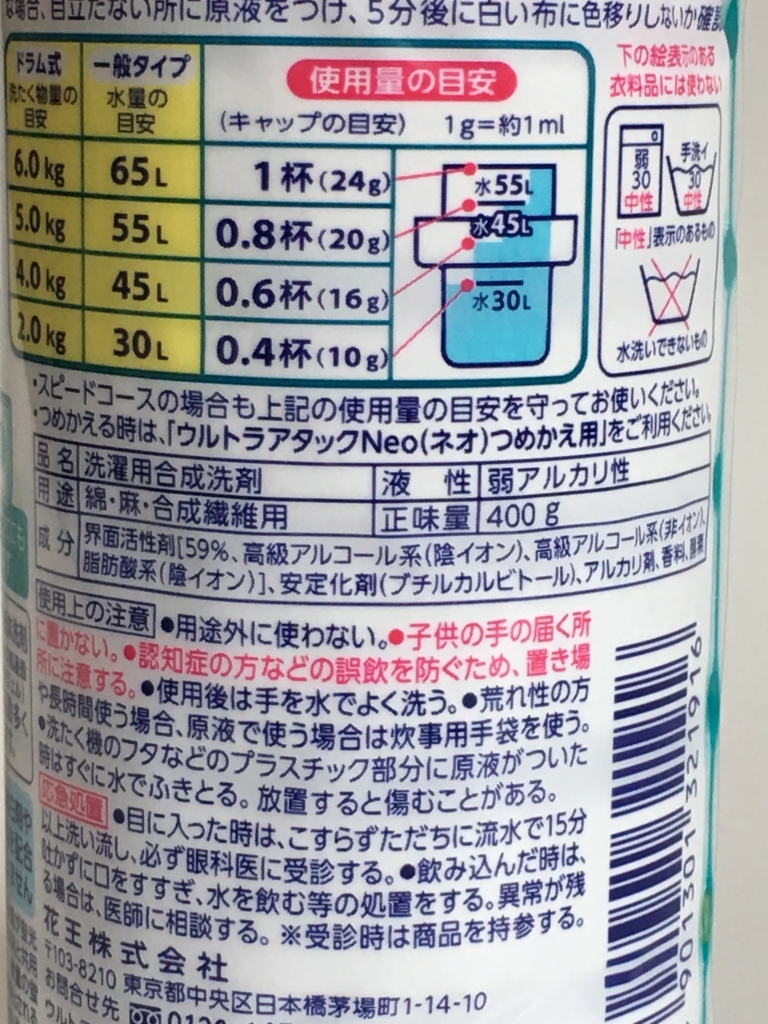 な場合、目立たない所に原液をつけ、5分後に白い布に色移りしないか確認
ドラム式
洗たく物量の
目安
一般タイプ
水量の
目安
使用量の目安
(キャップの目安) 1g=約1ml
6.0kg 65L 1杯(24g)
5.0kg 55L 0.8杯(20g)
4.0kg 45L 0.6杯(16g)
2.0kg 30L 0.4杯(10g)
水55L
水45L
水30L
下の絵表示のある
衣料品には使わない
弱
30
中性
手洗イ
30
中性
「中性」表示のあるもの
水洗いできないもの
・スピードコースの場合も上記の使用量の目安を守ってお使いください。
・つめかえる時は、「ウルトラアタックNeo(ネオ)つめかえ用」をご利用ください。
品名 洗濯用合成洗剤 液性 弱アルカリ性
用途 綿・麻・合成繊維用 正味量 400g
成分 界面活性剤[59%、高級アルコール系(陰イオン)、高級アルコール系(非イオン)、
脂肪酸系(陰イオン)]、安定化剤(ブチルカルビトール)、アルカリ剤、香料、酵素
使用上の注意 ●用途外に使わない。●子供の手の届く所
に置かない。●認知症の方などの誤飲を防ぐため、置き場
所に注意する。●使用後は手を水でよく洗う。●荒れ性の方
や長時間使う場合、原液で使う場合は炊事用手袋を使う。
●洗たく機のフタなどのプラスチック部分に原液がついた
時はすぐに水でふきとる。放置すると傷むことがある。
応急処置 ●目に入った時は、こすらずただちに流水で15分
以上洗い流し、必ず眼科医に受診する。●飲み込んだ時は、
吐かずに口をすすぎ、水を飲む等の処置をする。異常が残
る場合は、医師に相談する。※受診時は商品を持参する。
花王株式会社
〒103-8210 東京都中央区日本橋茅場町1-14-10
お問合せ先
90130 1321916